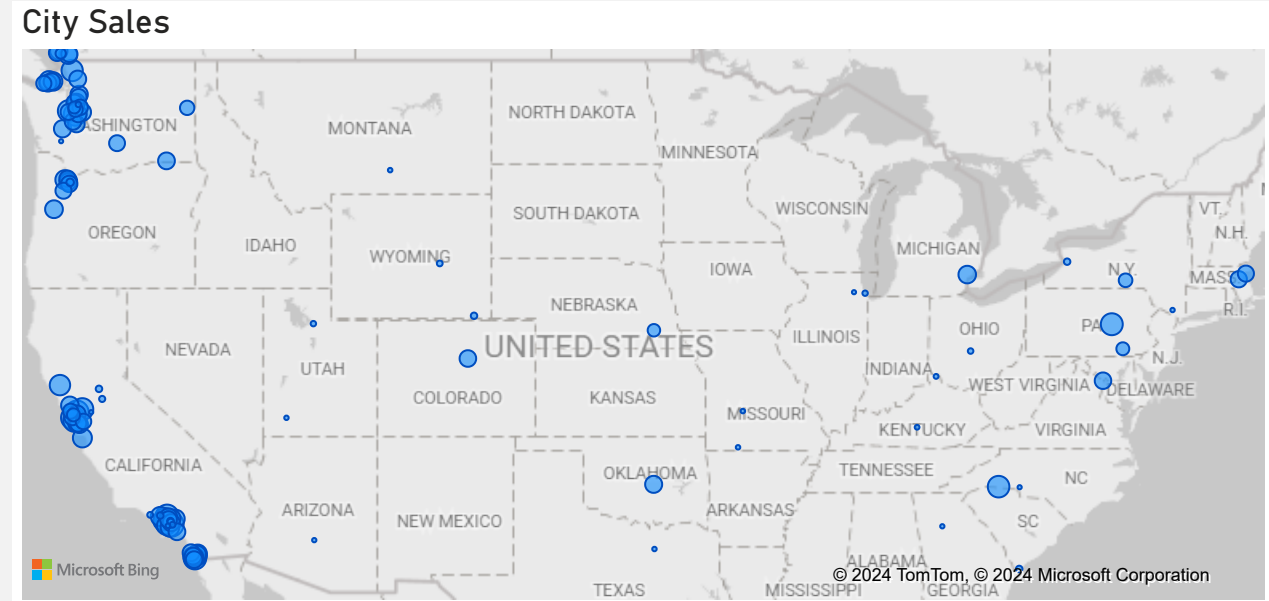 City Sales
ASHINGTON
MONTANA
NORTH DAKOTA
MINNESOTA
SOUTH DAKOTA
WISCONSIN
MICHIGAN
VT.
N.H.
OREGON
IDAHO
WYOMING
IOWA
N.Y.
MASS
R.I.
NEBRASKA
UNITED STATES
ILLINOIS
OHIO
PA
N.J.
NEVADA
UTAH
COLORADO
KANSAS
INDIANA
WEST VIRGINIA
DELAWARE
MISSOURI
KENTUCKY
VIRGINIA
CALIFORNIA
OKLAHOMA
TENNESSEE
NC
ARIZONA
NEW MEXICO
ARKANSAS
SC
ALABAMA
TEXAS
MISSISSIPPI
GEORGIA
Microsoft Bing
© 2024 TomTom, © 2024 Microsoft Corporation